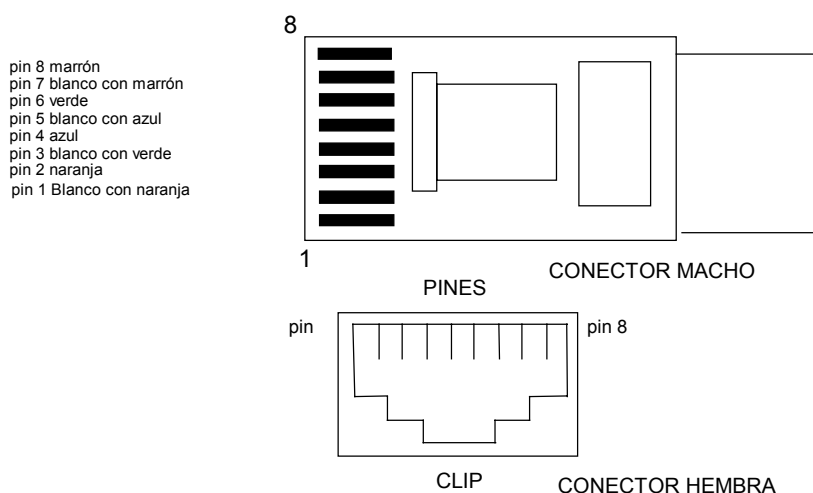 8
pin 8 marrón
pin 7 blanco con marrón
pin 6 verde
pin 5 blanco con azul
pin 4 azul
pin 3 blanco con verde
pin 2 naranja
pin 1 Blanco con naranja
1
CONECTOR MACHO
PINES
pin
pin 8
CLIP
CONECTOR HEMBRA